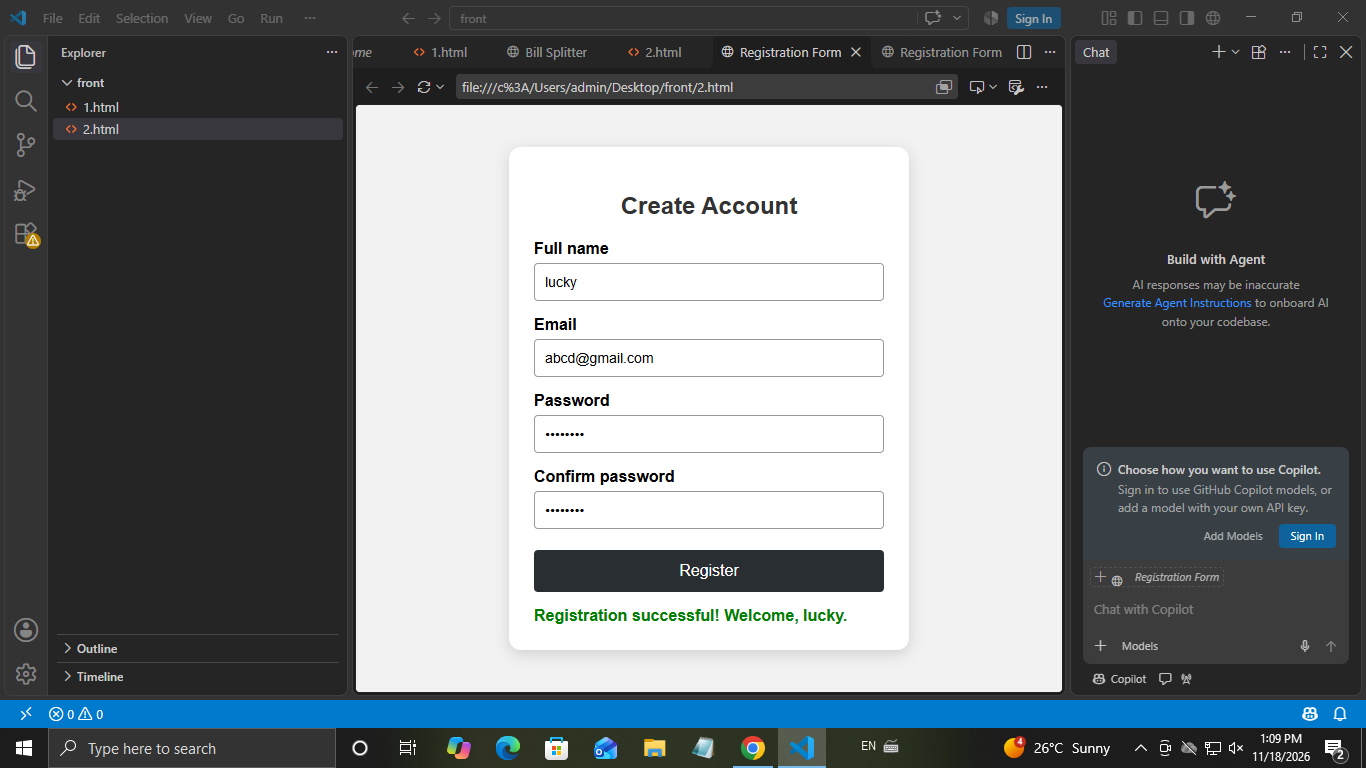 File Edit Selection View Go Run ··· front Sign In
Explorer ···
front
1.html
2.html
Outline
Timeline
ome 1.html Bill Splitter 2.html Registration Form Registration Form ···
file:///c%3A/Users/admin/Desktop/front/2.html ···
Create Account
Full name
lucky
Email
abcd@gmail.com
Password
••••••••
Confirm password
••••••••
Register
Registration successful! Welcome, lucky.
Chat ···
Build with Agent
AI responses may be inaccurate
Generate Agent Instructions to onboard AI
onto your codebase.
Choose how you want to use Copilot.
Sign in to use GitHub Copilot models, or
add a model with your own API key.
Add Models Sign In
Registration Form
Chat with Copilot
Models
Copilot
0 0
Type here to search
EN
4
26°C Sunny
1:09 PM
11/18/2026
2